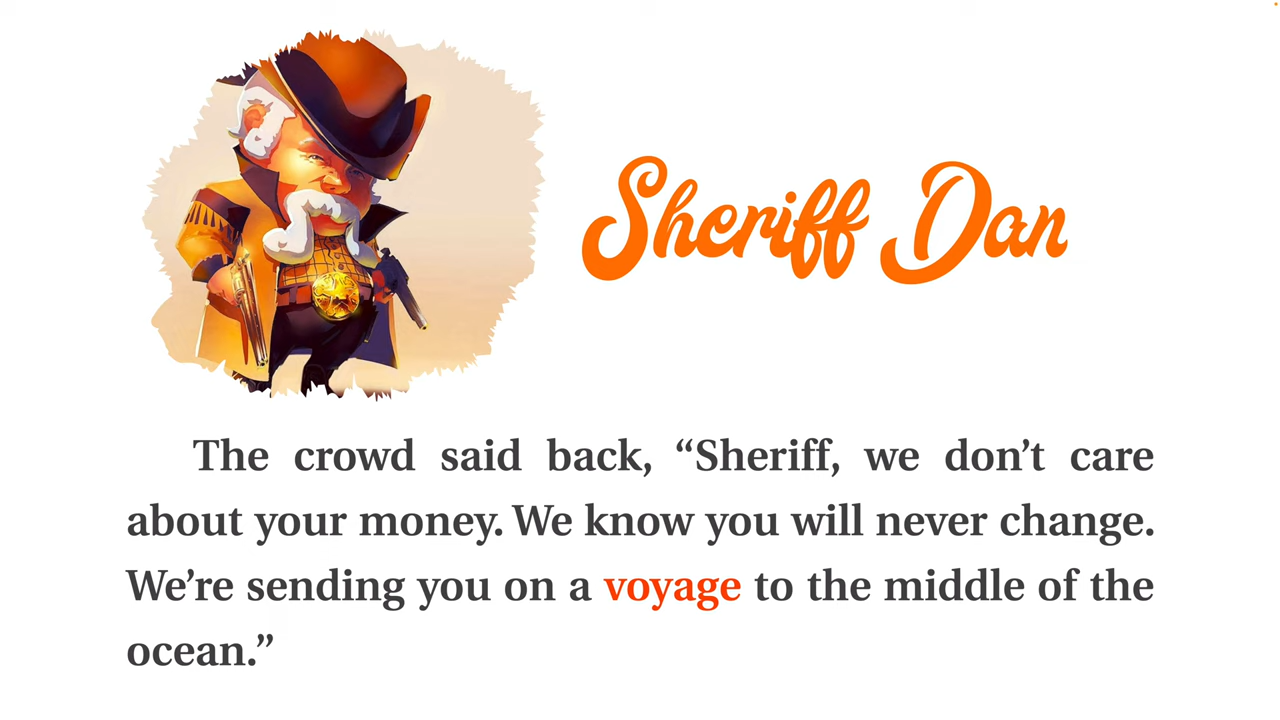 Sheriff Dan
The crowd said back, “Sheriff, we don’t care
about your money. We know you will never change.
We’re sending you on a voyage to the middle of the
ocean.”